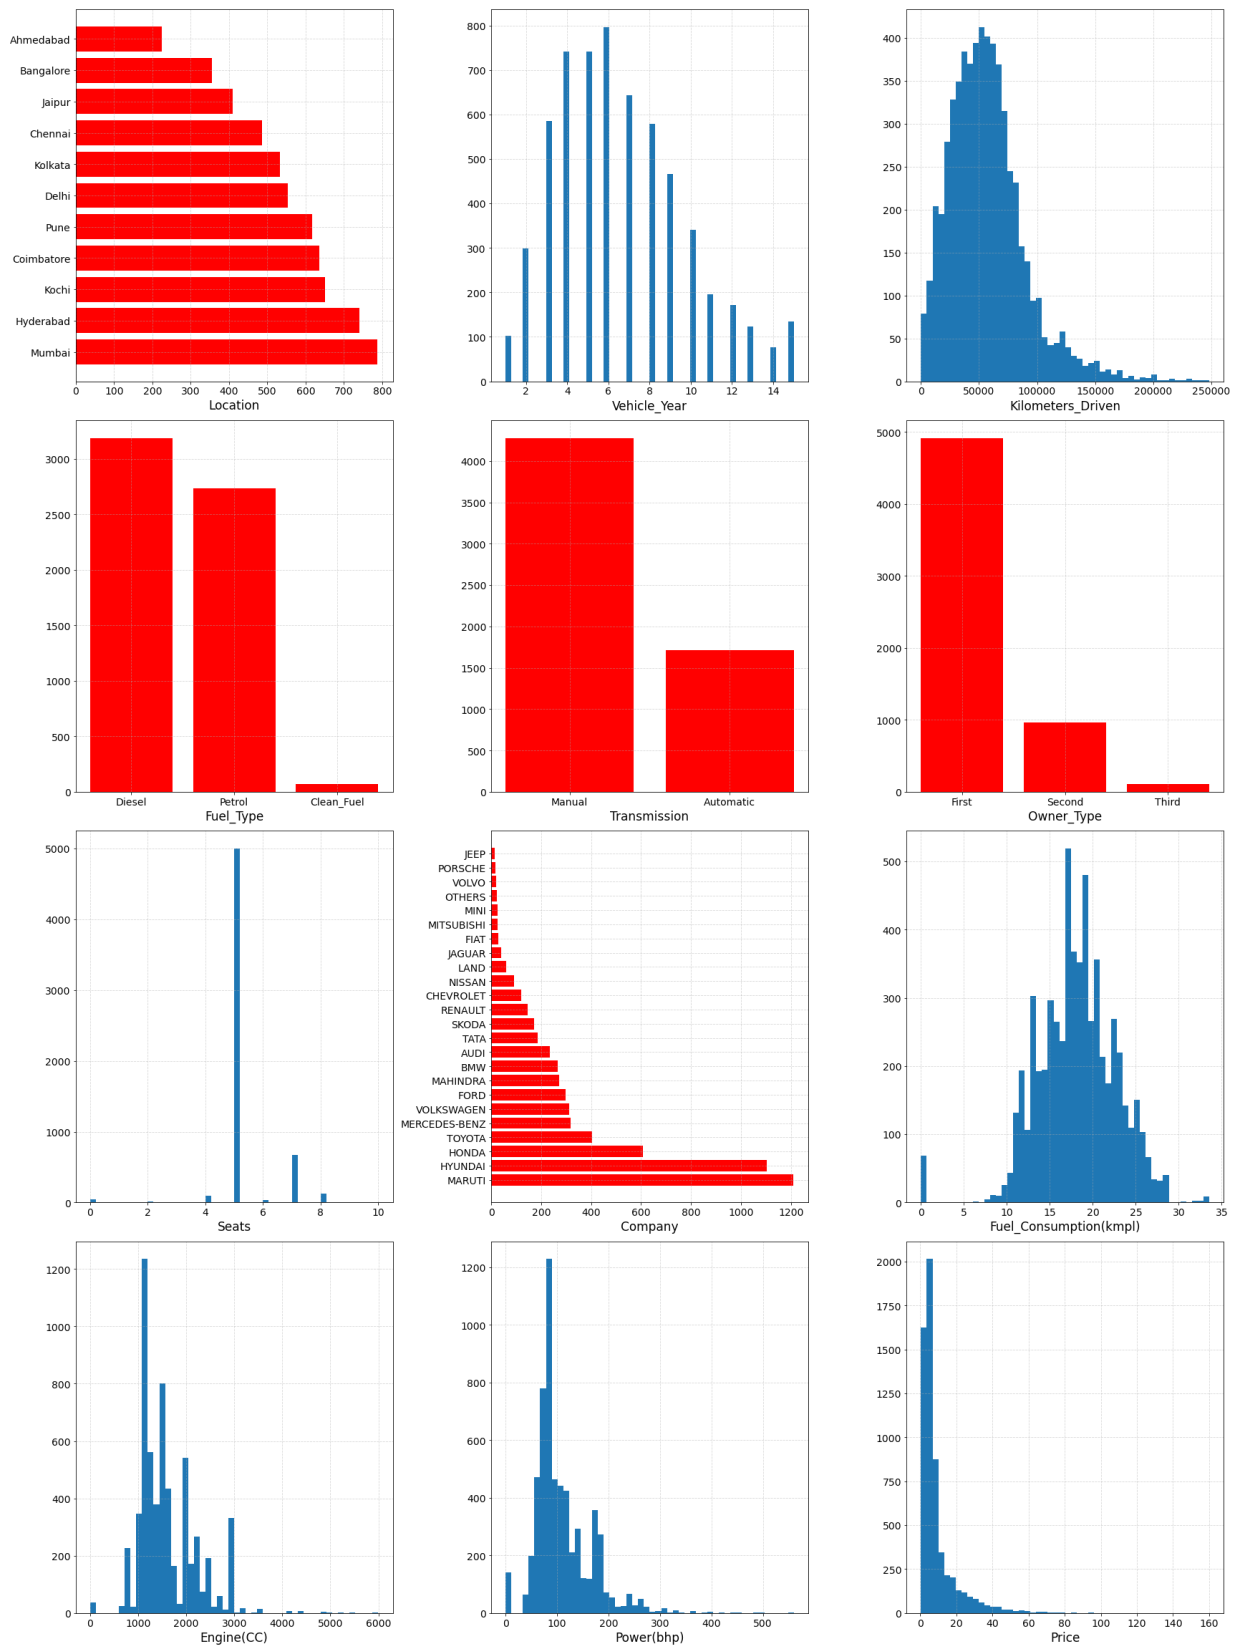 Ahmedabad
Bangalore
Jaipur
Chennai
Kolkata
Delhi
Pune
Coimbatore
Kochi
Hyderabad
Mumbai
0 100 200 300 400 500 600 700 800
Location
800
700
600
500
400
300
200
100
0
2 4 6 8 10 12 14
Vehicle_Year
400
350
300
250
200
150
100
50
0
0 50000 100000 150000 200000 250000
Kilometers_Driven
3000
2500
2000
1500
1000
500
0
Diesel Petrol Clean_Fuel
Fuel_Type
4000
3500
3000
2500
2000
1500
1000
500
0
Manual Automatic
Transmission
5000
4000
3000
2000
1000
0
First Second Third
Owner_Type
5000
4000
3000
2000
1000
0
0 2 4 6 8 10
Seats
JEEP
PORSCHE
VOLVO
OTHERS
MINI
MITSUBISHI
FIAT
JAGUAR
LAND
NISSAN
CHEVROLET
RENAULT
SKODA
TATA
AUDI
BMW
MAHINDRA
FORD
VOLKSWAGEN
MERCEDES-BENZ
TOYOTA
HONDA
HYUNDAI
MARUTI
0 200 400 600 800 1000 1200
Company
500
400
300
200
100
0
0 5 10 15 20 25 30 35
Fuel_Consumption(kmpl)
1200
1000
800
600
400
200
0
0 1000 2000 3000 4000 5000 6000
Engine(CC)
1200
1000
800
600
400
200
0
0 100 200 300 400 500
Power(bhp)
2000
1750
1500
1250
1000
750
500
250
0
0 20 40 60 80 100 120 140 160
Price